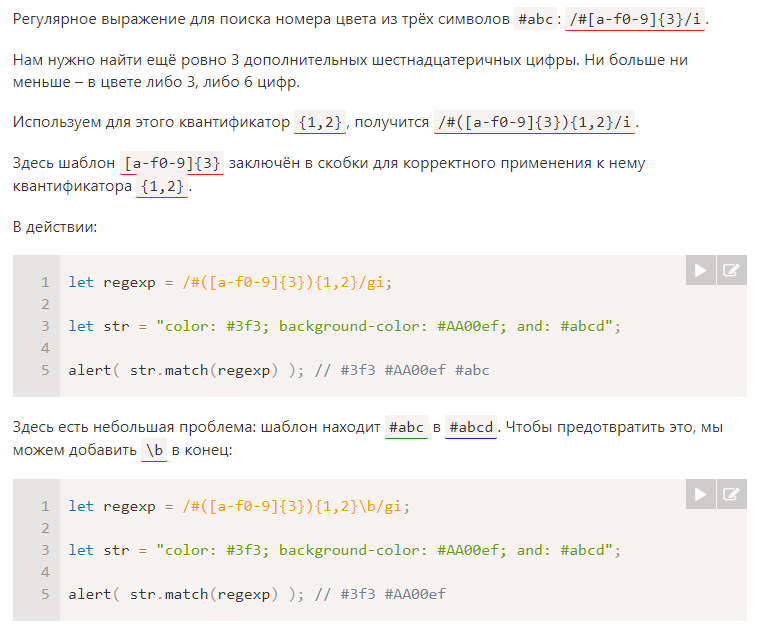 Регулярное выражение для поиска номера цвета из трёх символов #abc: /#[a-f0-9]{3}/i.
Нам нужно найти ещё ровно 3 дополнительных шестнадцатеричных цифры. Ни больше ни
меньше – в цвете либо 3, либо 6 цифр.
Используем для этого квантификатор {1,2}, получится /#([a-f0-9]{3}){1,2}/i.
Здесь шаблон [a-f0-9]{3} заключён в скобки для корректного применения к нему
квантификатора {1,2}.
В действии:
1 let regexp = /#([a-f0-9]{3}){1,2}/gi;
2
3 let str = "color: #3f3; background-color: #AA00ef; and: #abcd";
4
5 alert( str.match(regexp) ); // #3f3 #AA00ef #abc
Здесь есть небольшая проблема: шаблон находит #abc в #abcd. Чтобы предотвратить это, мы
можем добавить \b в конец:
1 let regexp = /#([a-f0-9]{3}){1,2}\b/gi;
2
3 let str = "color: #3f3; background-color: #AA00ef; and: #abcd";
4
5 alert( str.match(regexp) ); // #3f3 #AA00ef